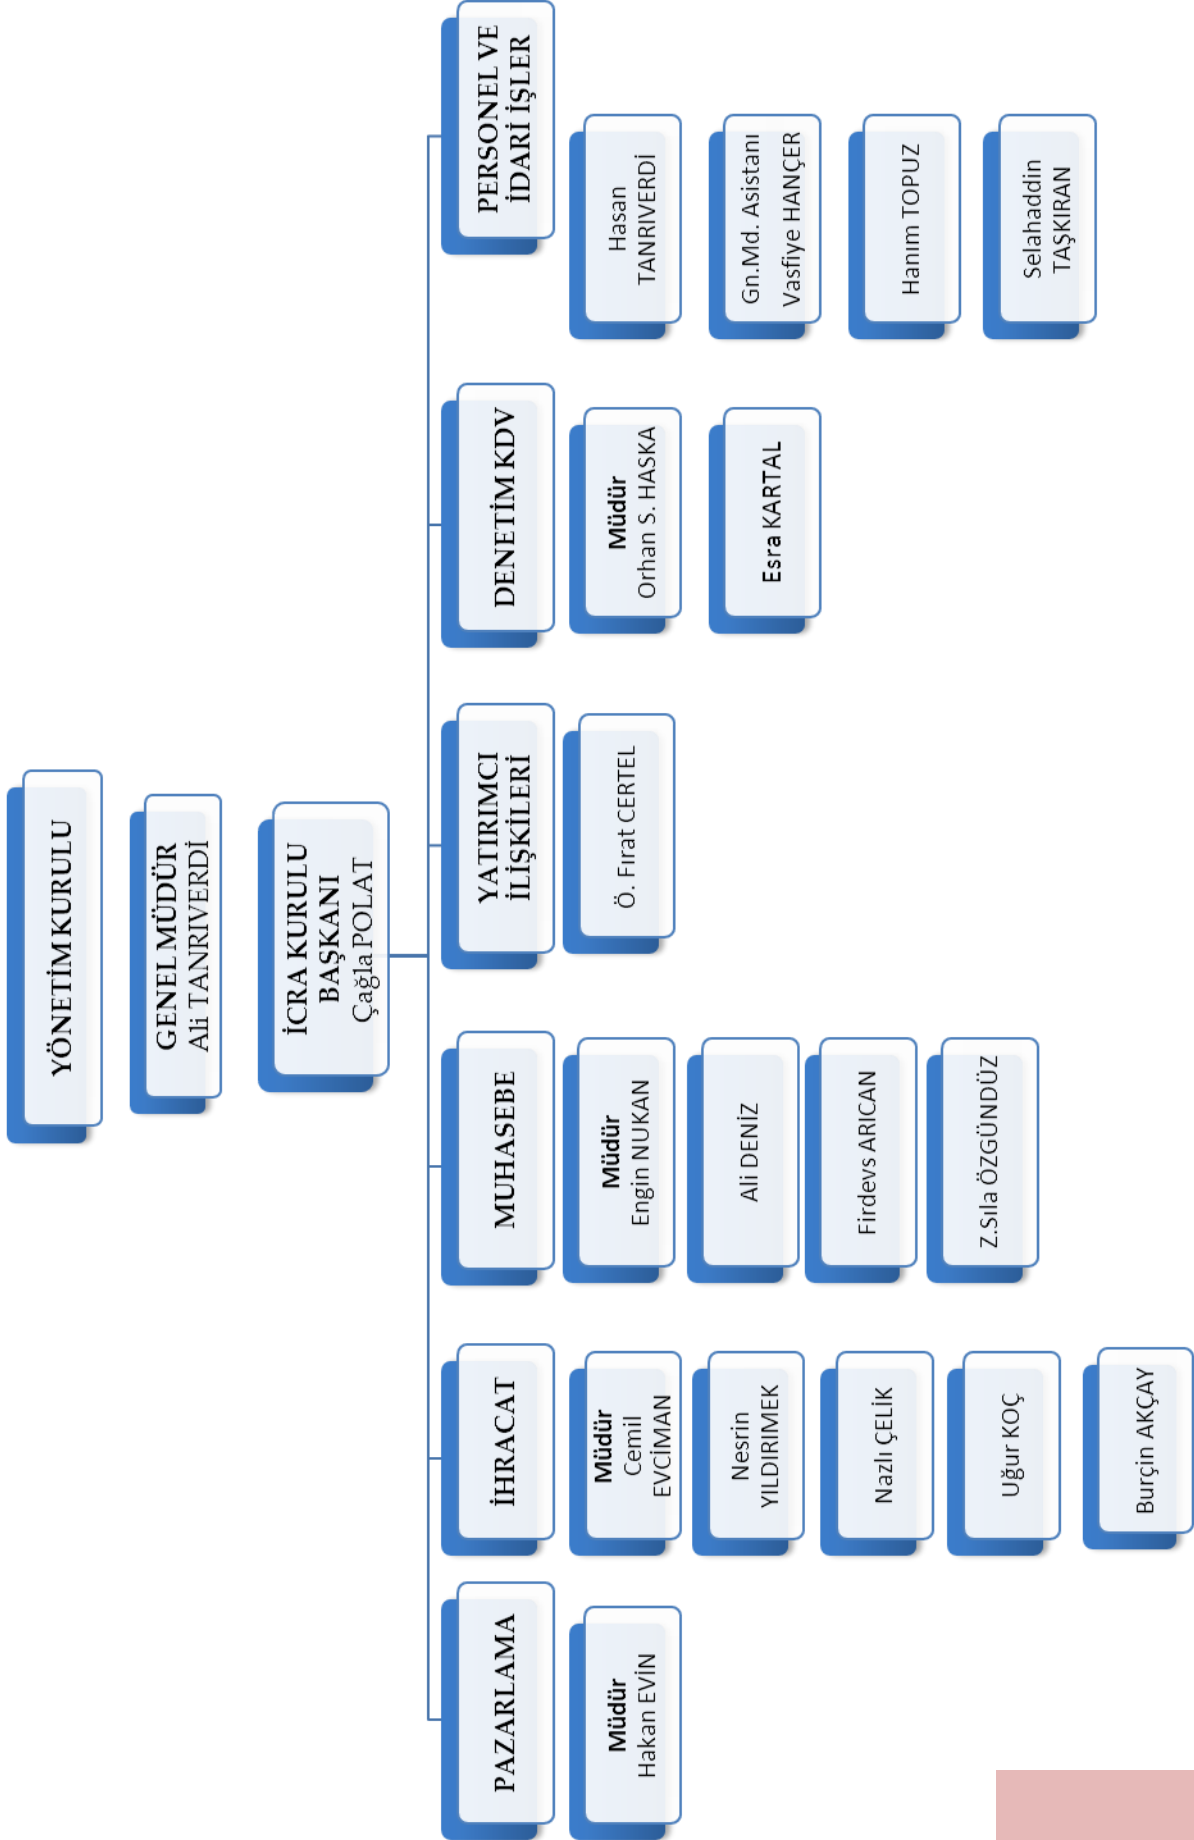 YÖNETİM KURULU
GENEL MÜDÜR
Ali TANRIVERDİ
İCRA KURULU
BAŞKANI
Çağla POLAT
PAZARLAMA
Müdür
Hakan EVİN
İHRACAT
Müdür
Cemil
EVCİMAN
Nesrin
YILDIRIMEK
Nazlı ÇELİK
Uğur KOÇ
Burçin AKÇAY
MUHASEBE
Müdür
Engin NUKAN
Ali DENİZ
Firdevs ARICAN
Z.Sıla ÖZGÜNDÜZ
YATIRIMCI
İLİŞKİLERİ
Ö. Fırat CERTEL
DENETİM KDV
Müdür
Orhan S. HASKA
Esra KARTAL
PERSONEL VE
İDARİ İŞLER
Hasan
TANRIVERDİ
Gn.Md. Asistanı
Vasfiye HANÇER
Hanım TOPUZ
Selahaddin
TAŞKIRAN